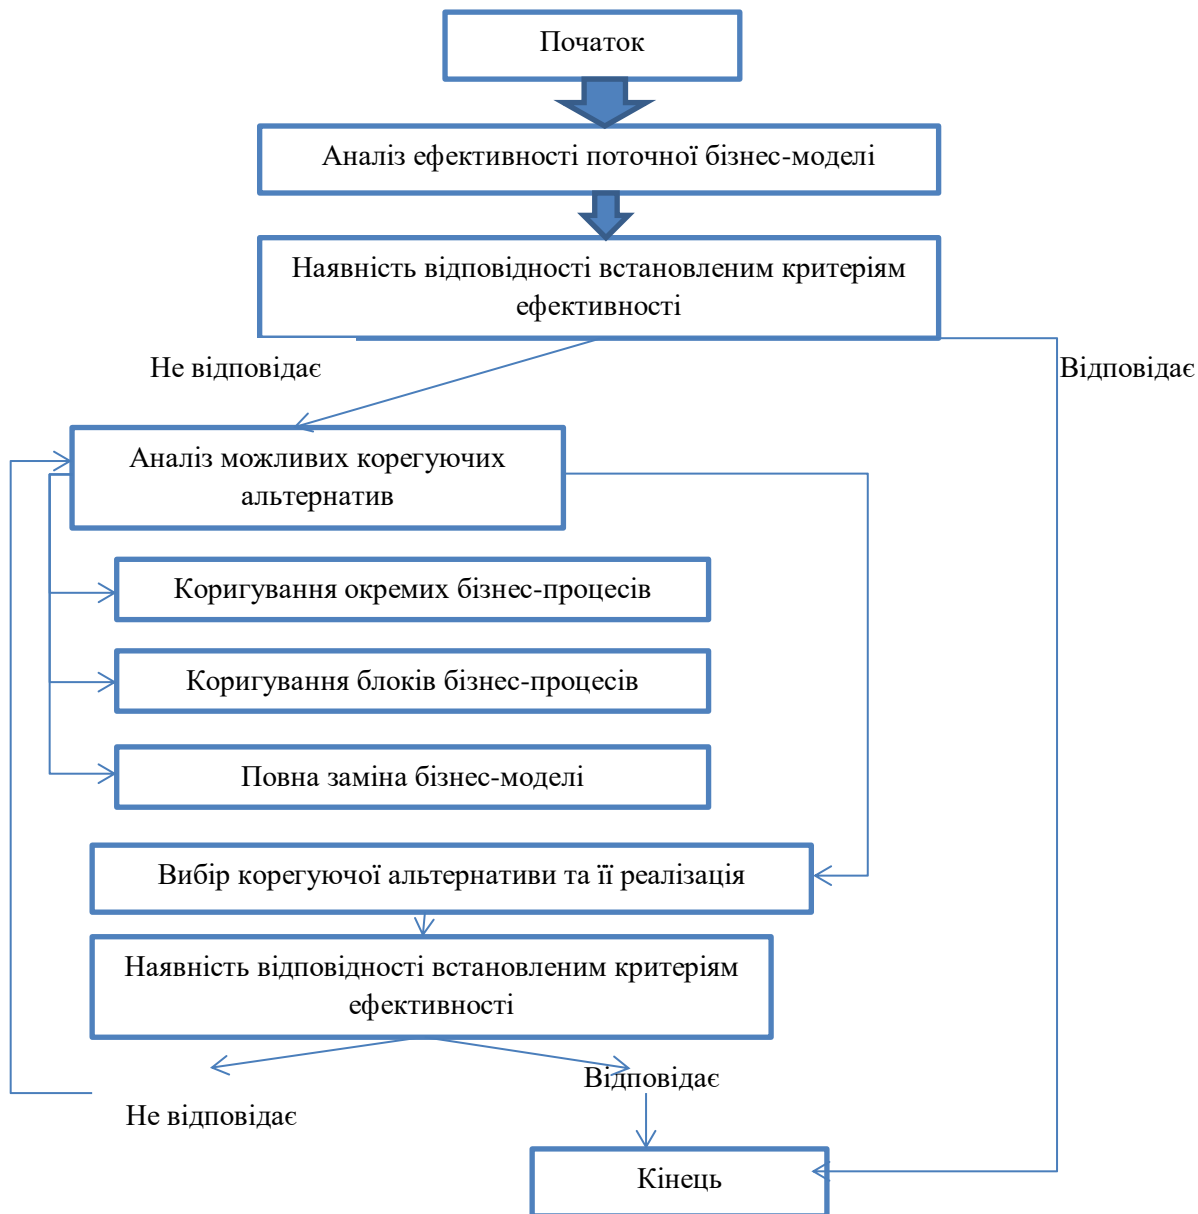 Початок
Аналіз ефективності поточної бізнес-моделі
Наявність відповідності встановленим критеріям
ефективності
Не відповідає
Відповідає
Аналіз можливих корегуючих
альтернатив
Коригування окремих бізнес-процесів
Коригування блоків бізнес-процесів
Повна заміна бізнес-моделі
Вибір корегуючої альтернативи та її реалізація
Наявність відповідності встановленим критеріям
ефективності
Відповідає
Не відповідає
Кінець